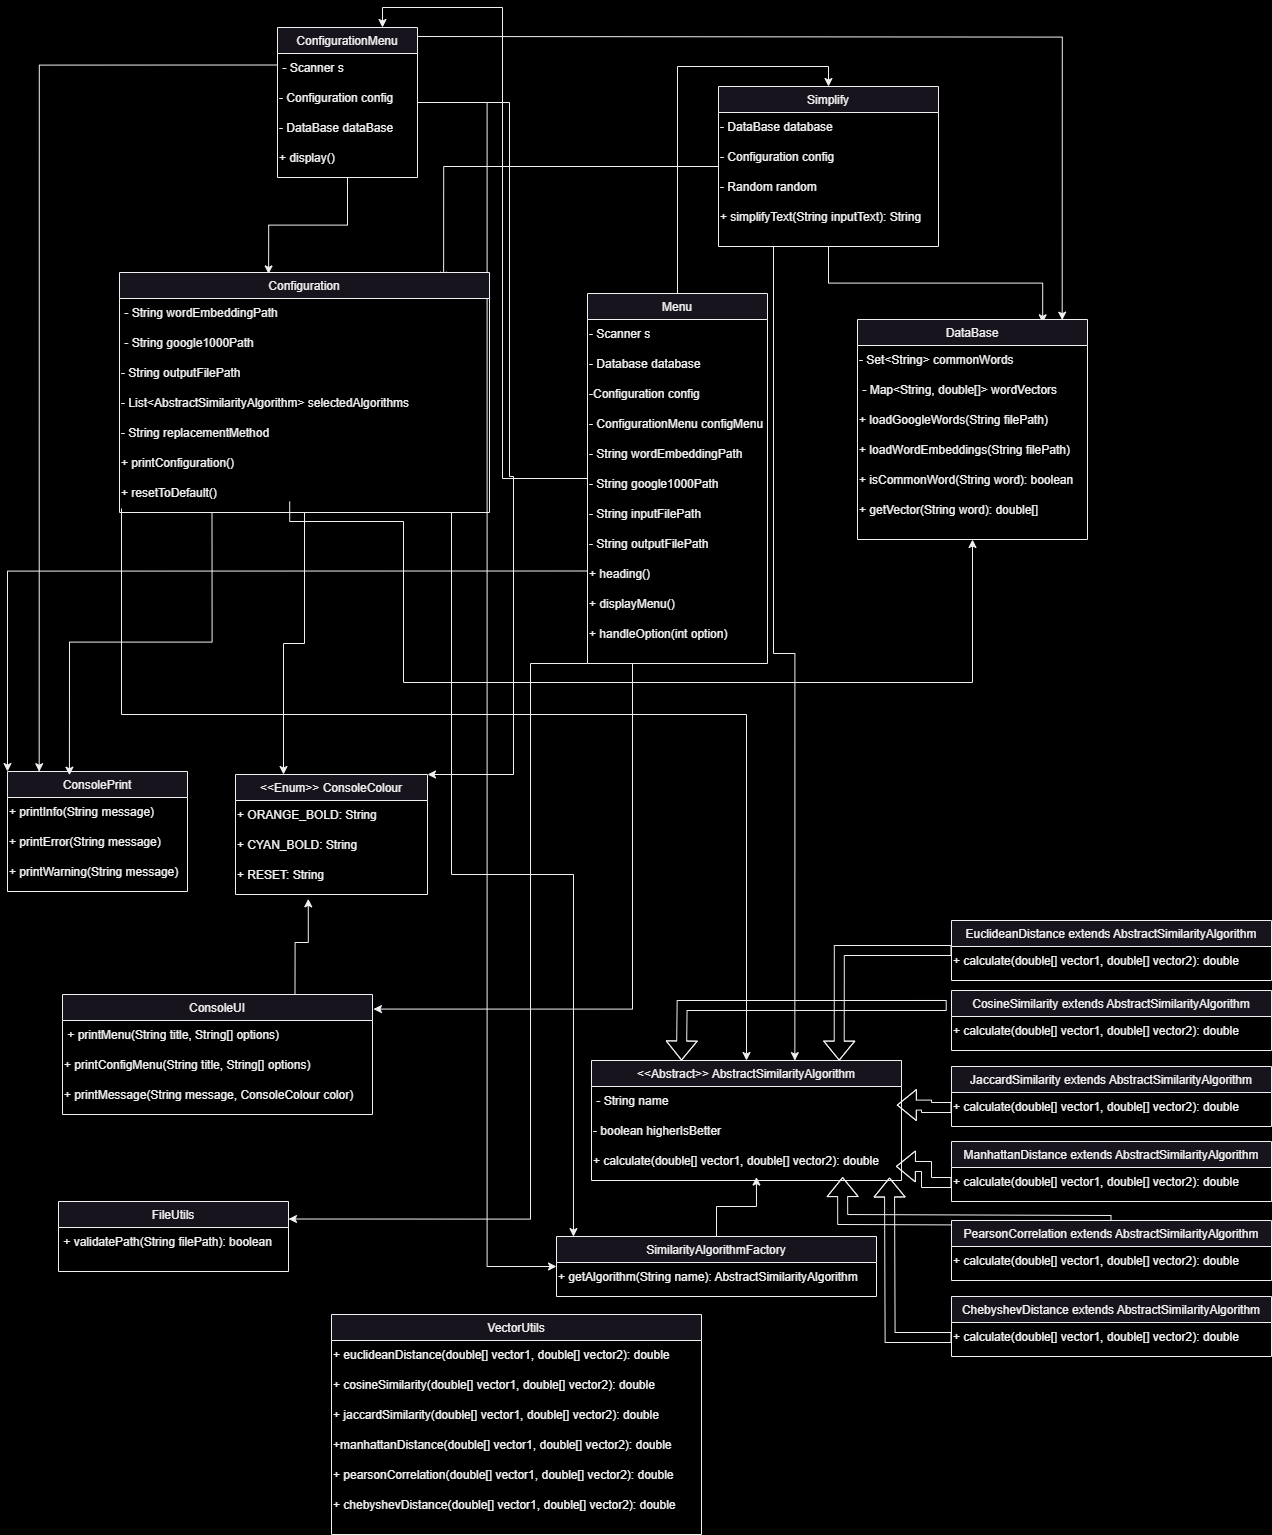 ConfigurationMenu
- Scanner s
- Configuration config
- DataBase dataBase
+ display()
Simplify
- DataBase database
- Configuration config
- Random random
+ simplifyText(String inputText): String
Configuration
- String wordEmbeddingPath
- String google1000Path
- String outputFilePath
- List<AbstractSimilarityAlgorithm> selectedAlgorithms
- String replacementMethod
+ printConfiguration()
+ resetToDefault()
Menu
- Scanner s
- Database database
-Configuration config
- ConfigurationMenu configMenu
- String wordEmbeddingPath
- String google1000Path
- String inputFilePath
- String outputFilePath
+ heading()
+ displayMenu()
+ handleOption(int option)
DataBase
- Set<String> commonWords
- Map<String, double[]> wordVectors
+ loadGoogleWords(String filePath)
+ loadWordEmbeddings(String filePath)
+ isCommonWord(String word): boolean
+ getVector(String word): double[]
ConsolePrint
+ printInfo(String message)
+ printError(String message)
+ printWarning(String message)
<<Enum>> ConsoleColour
+ ORANGE_BOLD: String
+ CYAN_BOLD: String
+ RESET: String
ConsoleUI
+ printMenu(String title, String[] options)
+ printConfigMenu(String title, String[] options)
+ printMessage(String message, ConsoleColour color)
<<Abstract>> AbstractSimilarityAlgorithm
- String name
- boolean higherIsBetter
+ calculate(double[] vector1, double[] vector2): double
EuclideanDistance extends AbstractSimilarityAlgorithm
+ calculate(double[] vector1, double[] vector2): double
CosineSimilarity extends AbstractSimilarityAlgorithm
+ calculate(double[] vector1, double[] vector2): double
JaccardSimilarity extends AbstractSimilarityAlgorithm
+ calculate(double[] vector1, double[] vector2): double
ManhattanDistance extends AbstractSimilarityAlgorithm
+ calculate(double[] vector1, double[] vector2): double
PearsonCorrelation extends AbstractSimilarityAlgorithm
+ calculate(double[] vector1, double[] vector2): double
ChebyshevDistance extends AbstractSimilarityAlgorithm
+ calculate(double[] vector1, double[] vector2): double
FileUtils
+ validatePath(String filePath): boolean
SimilarityAlgorithmFactory
+ getAlgorithm(String name): AbstractSimilarityAlgorithm
VectorUtils
+ euclideanDistance(double[] vector1, double[] vector2): double
+ cosineSimilarity(double[] vector1, double[] vector2): double
+ jaccardSimilarity(double[] vector1, double[] vector2): double
+manhattanDistance(double[] vector1, double[] vector2): double
+ pearsonCorrelation(double[] vector1, double[] vector2): double
+ chebyshevDistance(double[] vector1, double[] vector2): double